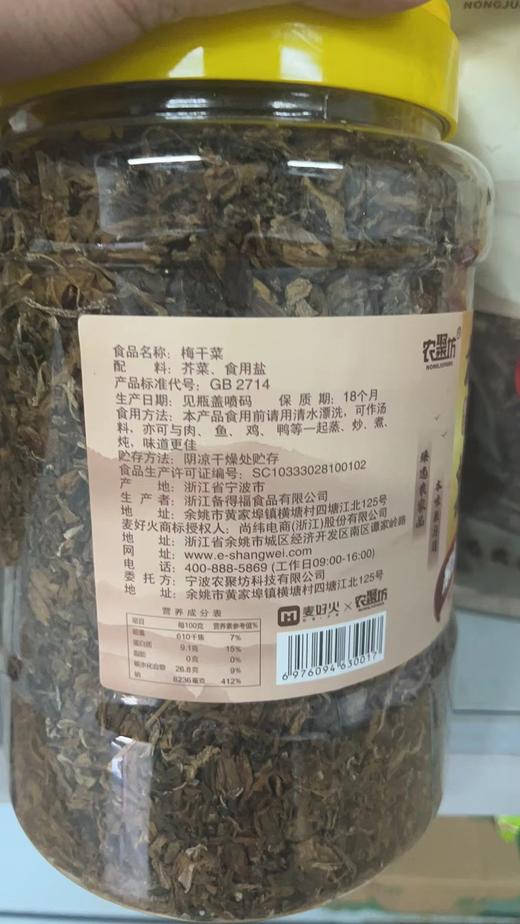 NONGJU
农聚坊
NONGJUFANG
食品名称：梅干菜
配 料：芥菜、食用盐
产品标准代号：GB 2714
生产日期：见瓶盖喷码 保 质 期：18个月
食用方法：本产品食用前请用清水漂洗，可作汤
料，亦可与肉、鱼、鸡、鸭等一起蒸、炒、煮、
炖，味道更佳
贮存方法：阴凉干燥处贮存
食品生产许可证编号：SC10333028100102
产 地：浙江省宁波市
生 产 者：浙江备得福食品有限公司
地 址：余姚市黄家埠镇横塘村四塘江北125号
麦好火商标授权人：尚纬电商(浙江)股份有限公司
地 址：浙江省余姚市城区经济开发区南区谭家岭路
网 址：www.e-shangwei.com
电 话：400-888-5869 (工作日09:00-16:00)
委 托 方：宁波农聚坊科技有限公司
地 址：余姚市黄家埠镇横塘村四塘江北125号
营养成分表
项目 每100克 营养素参考值%
能量 610千焦 7%
蛋白质 9.1克 15%
脂肪 0克 0%
碳水化合物 26.8克 9%
钠 8236毫克 412%
麦好火×农聚坊
6976094630017